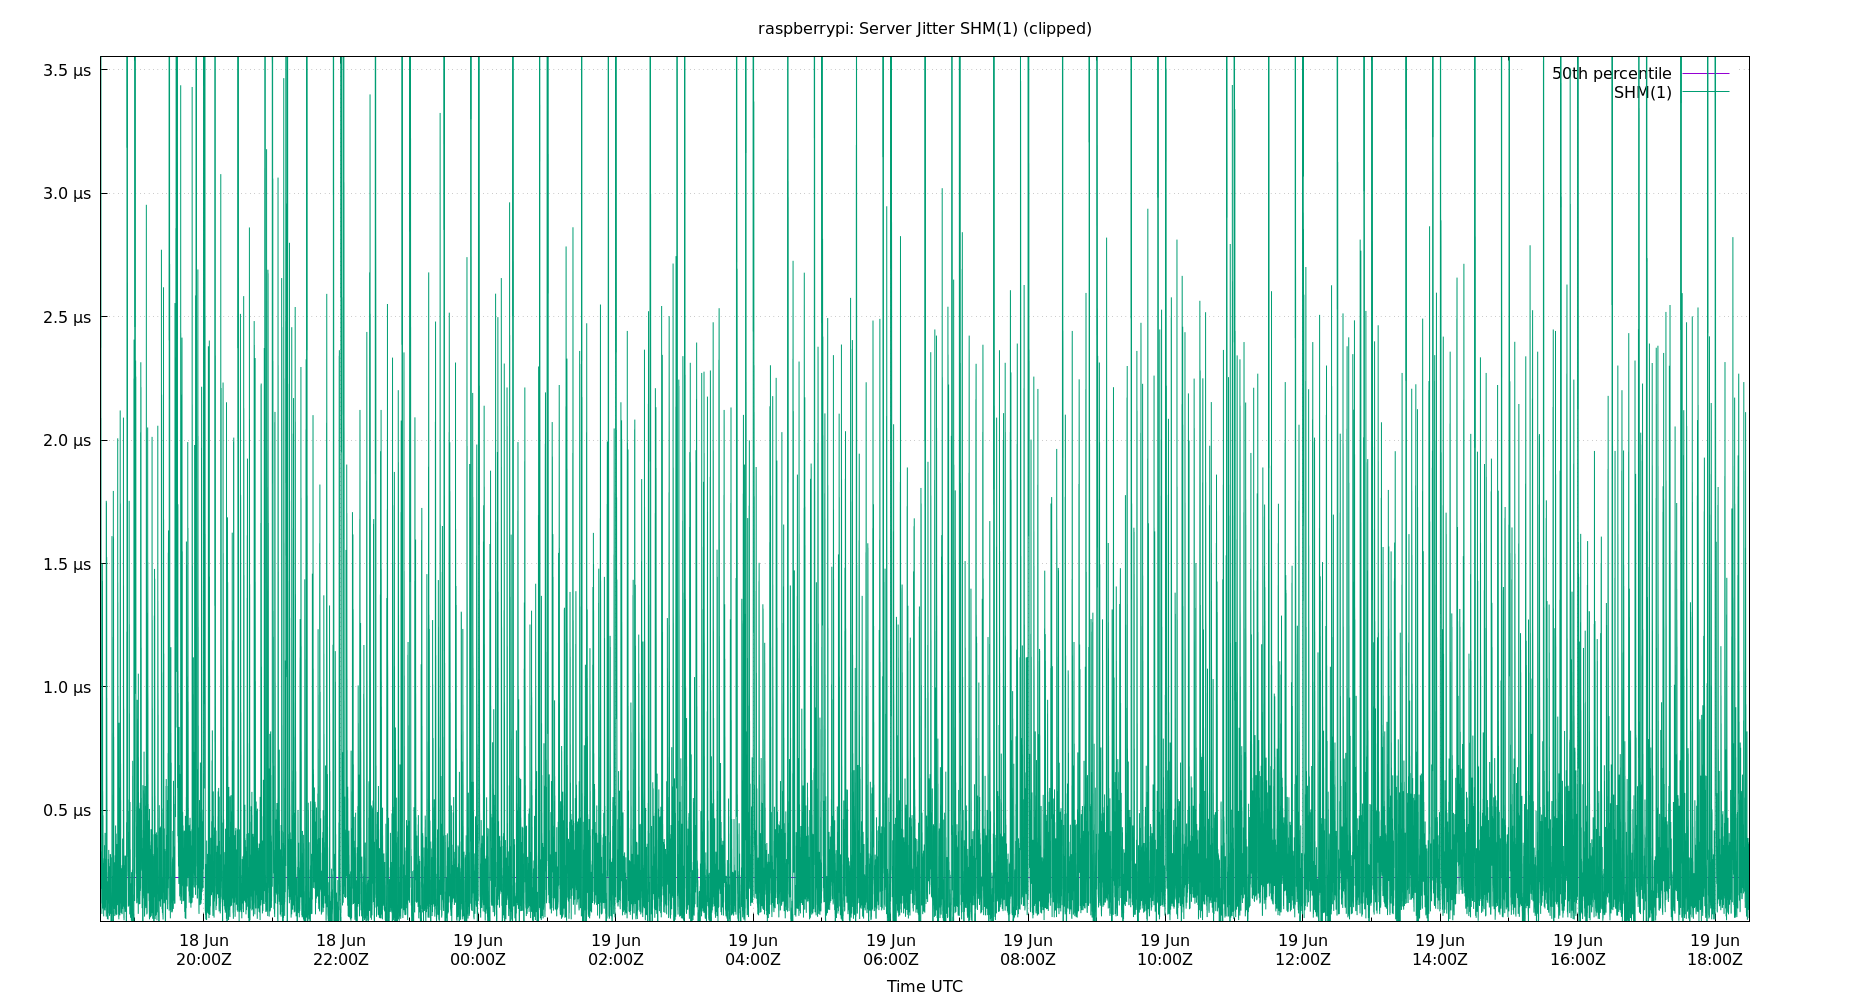 raspberrypi: Server Jitter SHM(1) (clipped)
3.5 μs
50th percentile
SHM(1)
3.0 μs
2.5 μs
2.0 μs
1.5 μs
1.0 μs
0.5 μs
18 Jun 18 Jun 19 Jun 19 Jun 19 Jun 19 Jun 19 Jun 19 Jun 19 Jun 19 Jun 19 Jun 19 Jun
20:00Z 22:00Z 00:00Z 02:00Z 04:00Z 06:00Z 08:00Z 10:00Z 12:00Z 14:00Z 16:00Z 18:00Z
Time UTC